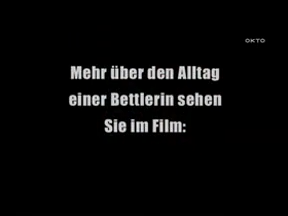 OKTO
Mehr über den Alltag
einer Bettlerin sehen
Sie im Film: